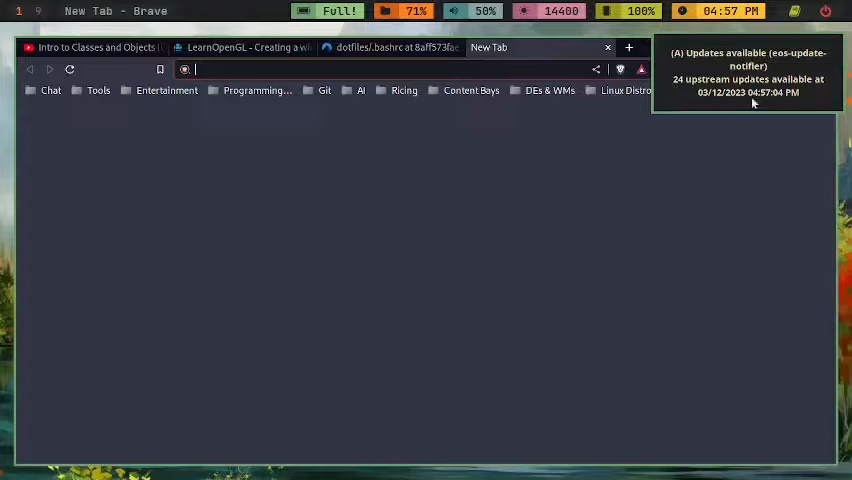 1 9 New Tab - Brave Full! 71% 50% 14400 100% 04:57 PM
Intro to Classes and Objects ( LearnOpenGL - Creating a wi dotfiles/.bashrc at 8aff573fae New Tab × +
Chat Tools Entertainment Programming... Git AI Ricing Content Bays DEs & WMs Linux Distro
(A) Updates available (eos-update-
notifier)
24 upstream updates available at
03/12/2023 04:57:04 PM